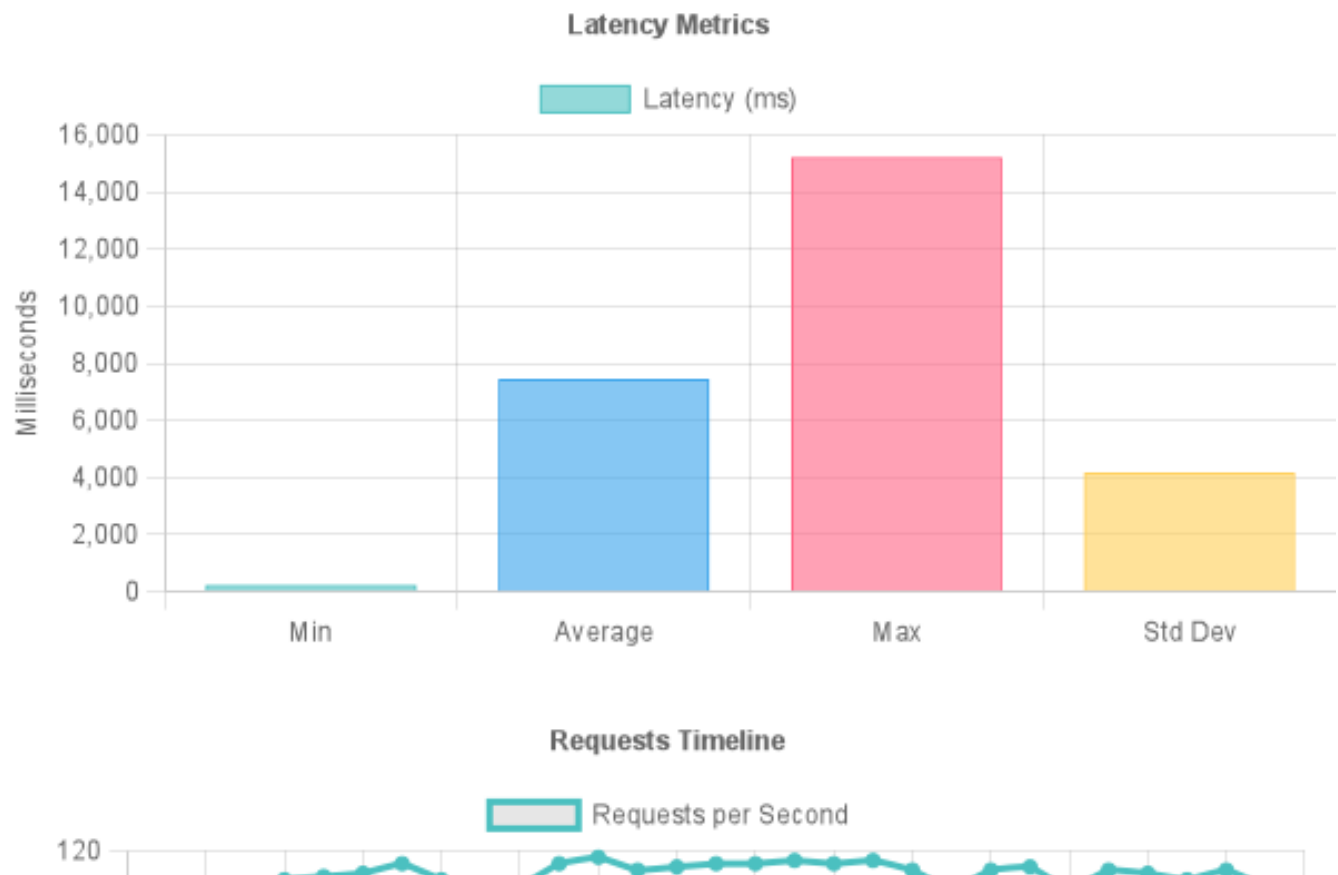 Latency Metrics
Latency (ms)
16,000
14,000
12,000
10,000
8,000
6,000
4,000
2,000
0
Milliseconds
Min Average Max Std Dev
Requests Timeline
Requests per Second
120